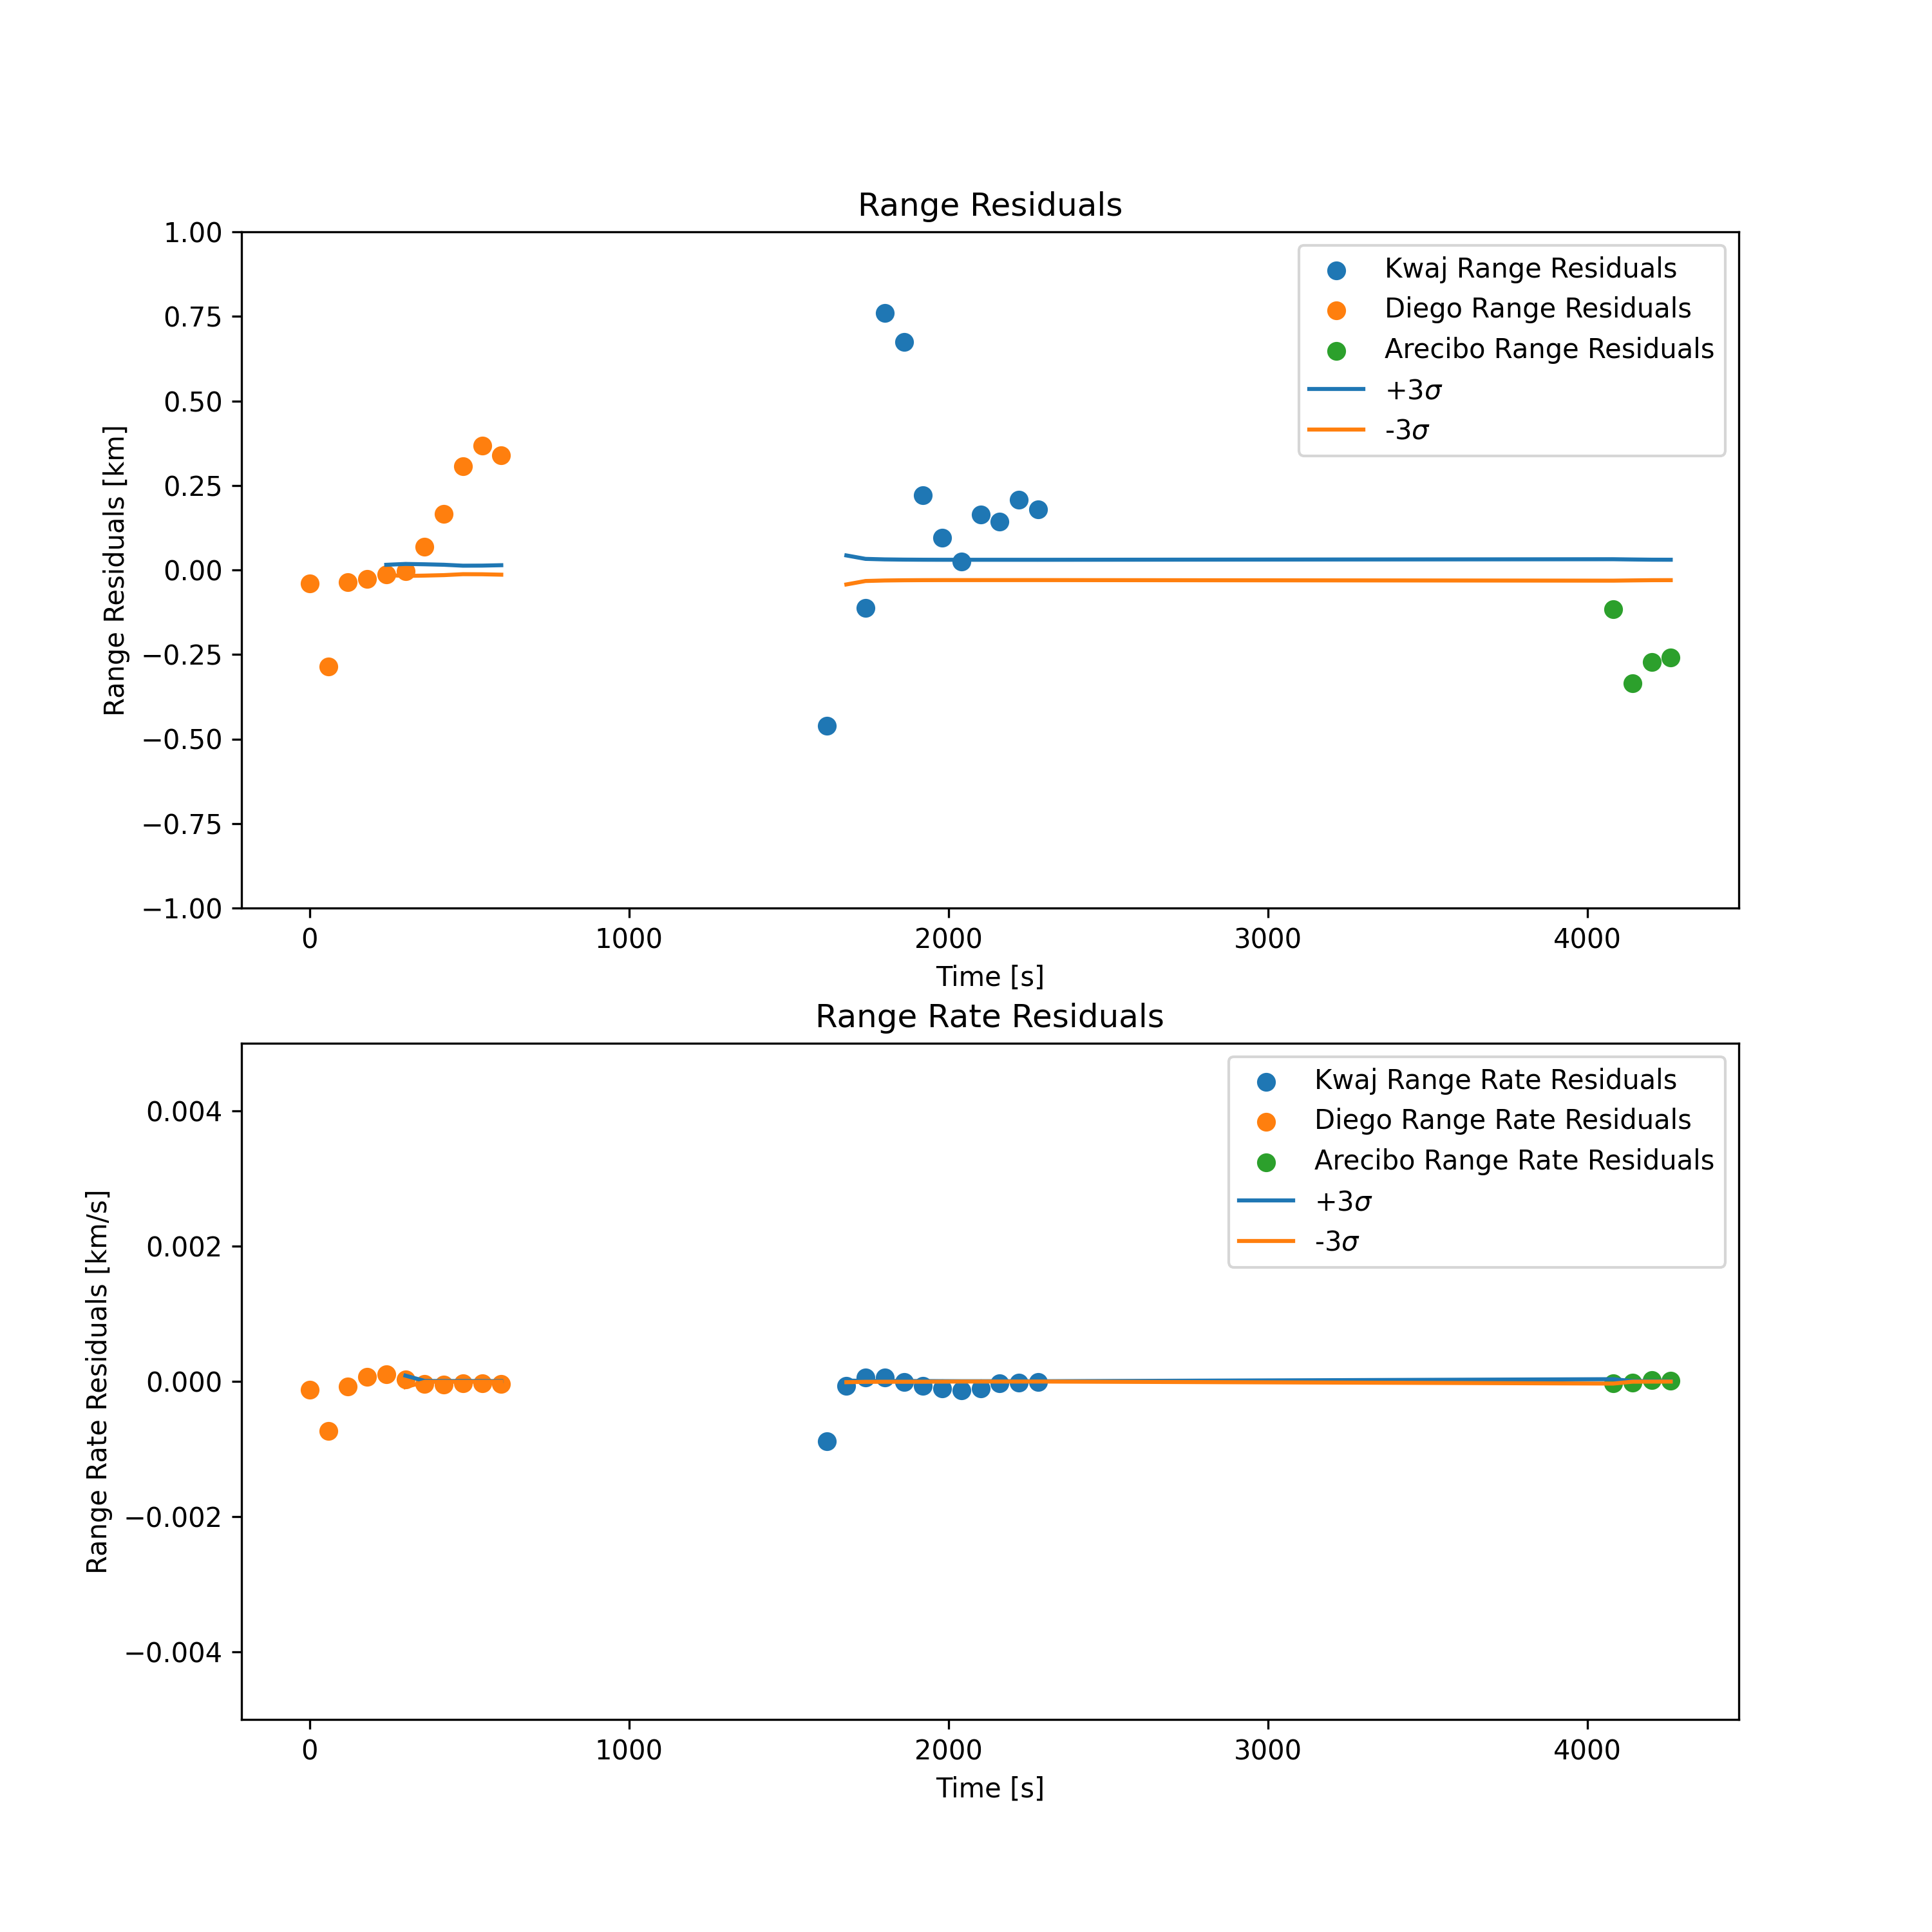 Range Residuals
1.00
0.75
0.50
0.25
0.00
−0.25
−0.50
−0.75
−1.00
Range Residuals [km]
Kwaj Range Residuals
Diego Range Residuals
Arecibo Range Residuals
+3σ
-3σ
0 1000 2000 3000 4000
Time [s]
Range Rate Residuals
0.004
0.002
0.000
−0.002
−0.004
Range Rate Residuals [km/s]
Kwaj Range Rate Residuals
Diego Range Rate Residuals
Arecibo Range Rate Residuals
+3σ
-3σ
0 1000 2000 3000 4000
Time [s]